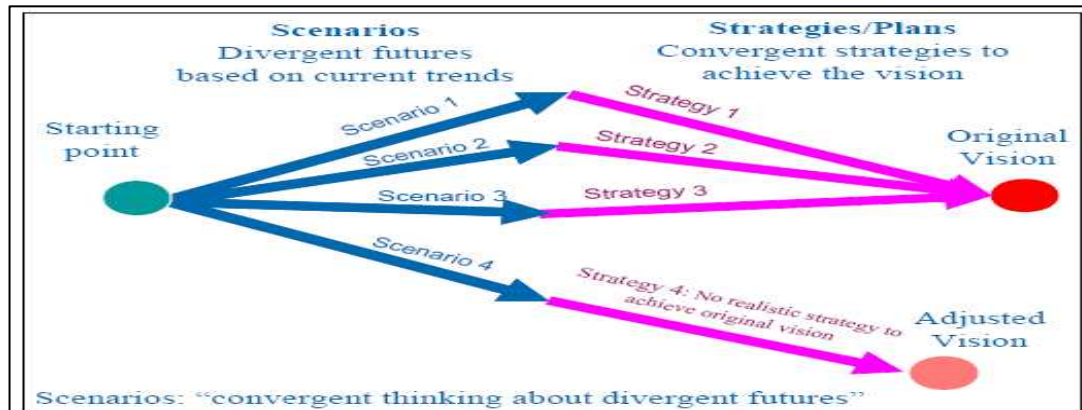 Scenarios
Divergent futures
based on current trends
Strategies/Plans
Convergent strategies to
achieve the vision
Starting
point
Scenario 1
Scenario 2
Scenario 3
Scenario 4
Strategy 1
Strategy 2
Strategy 3
Strategy 4: No realistic strategy to
achieve original vision
Original
Vision
Adjusted
Vision
Scenarios: “convergent thinking about divergent futures”